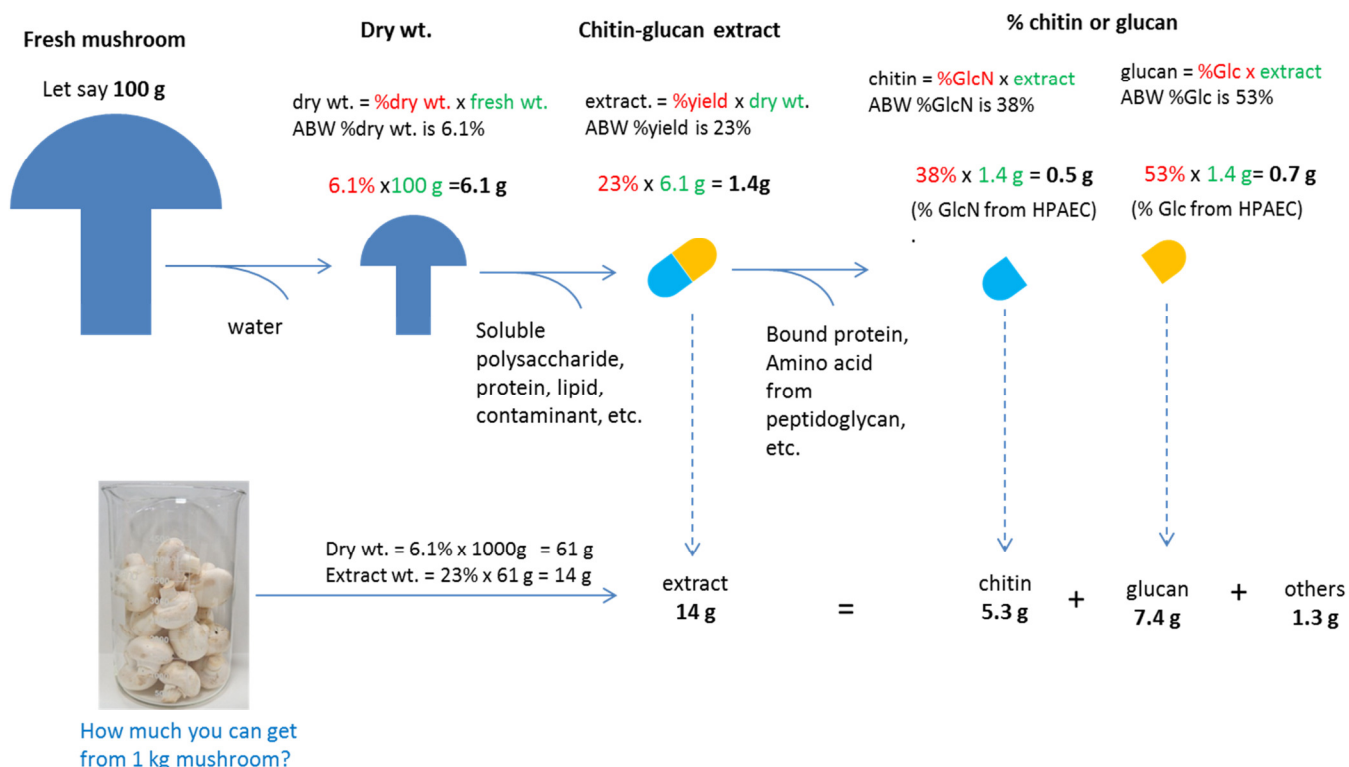 Fresh mushroom
Let say 100 g
Dry wt.
dry wt. = %dry wt. x fresh wt.
ABW %dry wt. is 6.1%
6.1% x100 g =6.1 g
Chitin-glucan extract
extract. = %yield x dry wt.
ABW %yield is 23%
23% x 6.1 g = 1.4g
% chitin or glucan
chitin = %GlcN x extract
ABW %GlcN is 38%
38% x 1.4 g = 0.5 g
(% GlcN from HPAEC)
.
glucan = %Glc x extract
ABW %Glc is 53%
53% x 1.4 g= 0.7 g
(% Glc from HPAEC)
water
Soluble
polysaccharide,
protein, lipid,
contaminant, etc.
Bound protein,
Amino acid
from
peptidoglycan,
etc.
Dry wt. = 6.1% x 1000g = 61 g
Extract wt. = 23% x 61 g = 14 g
extract
14 g
=
chitin
5.3 g
+
glucan
7.4 g
+
others
1.3 g
How much you can get
from 1 kg mushroom?